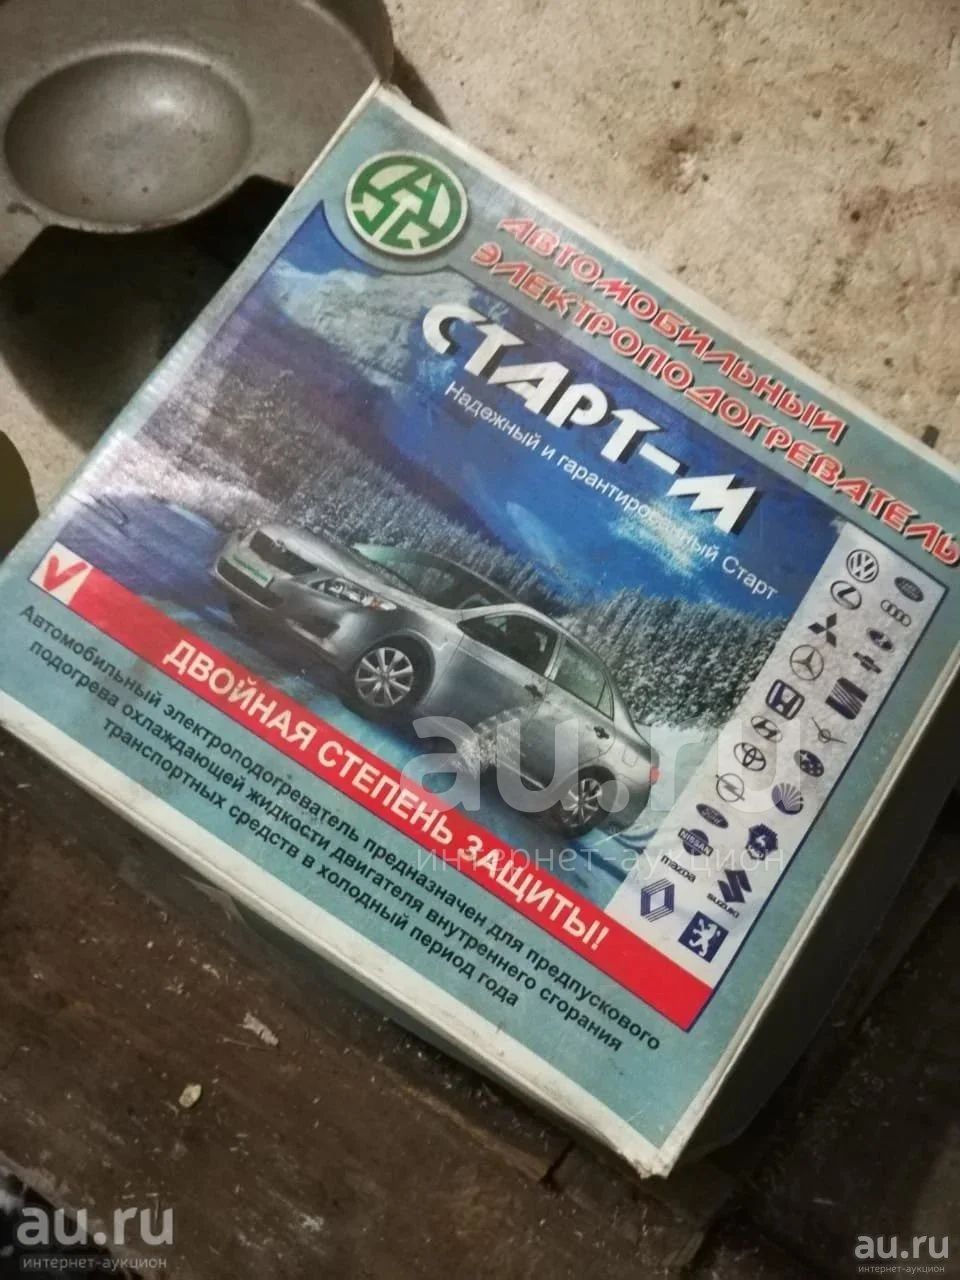 АВТОМОБИЛЬНЫЙ
ЭЛЕКТРОПОДОГРЕВАТЕЛЬ
СТАРТ-М
Надежный и гарантированный Старт
ДВОЙНАЯ СТЕПЕНЬ ЗАЩИТЫ!
Автомобильный электроподогреватель предназначен для предпускового
подогрева охлаждающей жидкости двигателя внутреннего сгорания
транспортных средств в холодный период года
Ford
NISSAN
mazda
SUZUKI
au.ru
интернет-аукцион
au.ru
интернет-аукцион
au.ru
интернет-аукцион